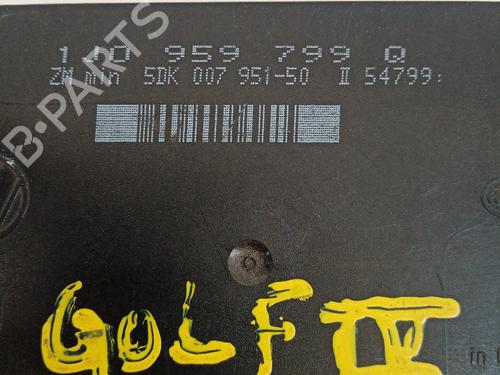 1J0 959 799 Q
ZM min 5DK 007 951-50 II 54799
B-PARTS
GOLF IV
in